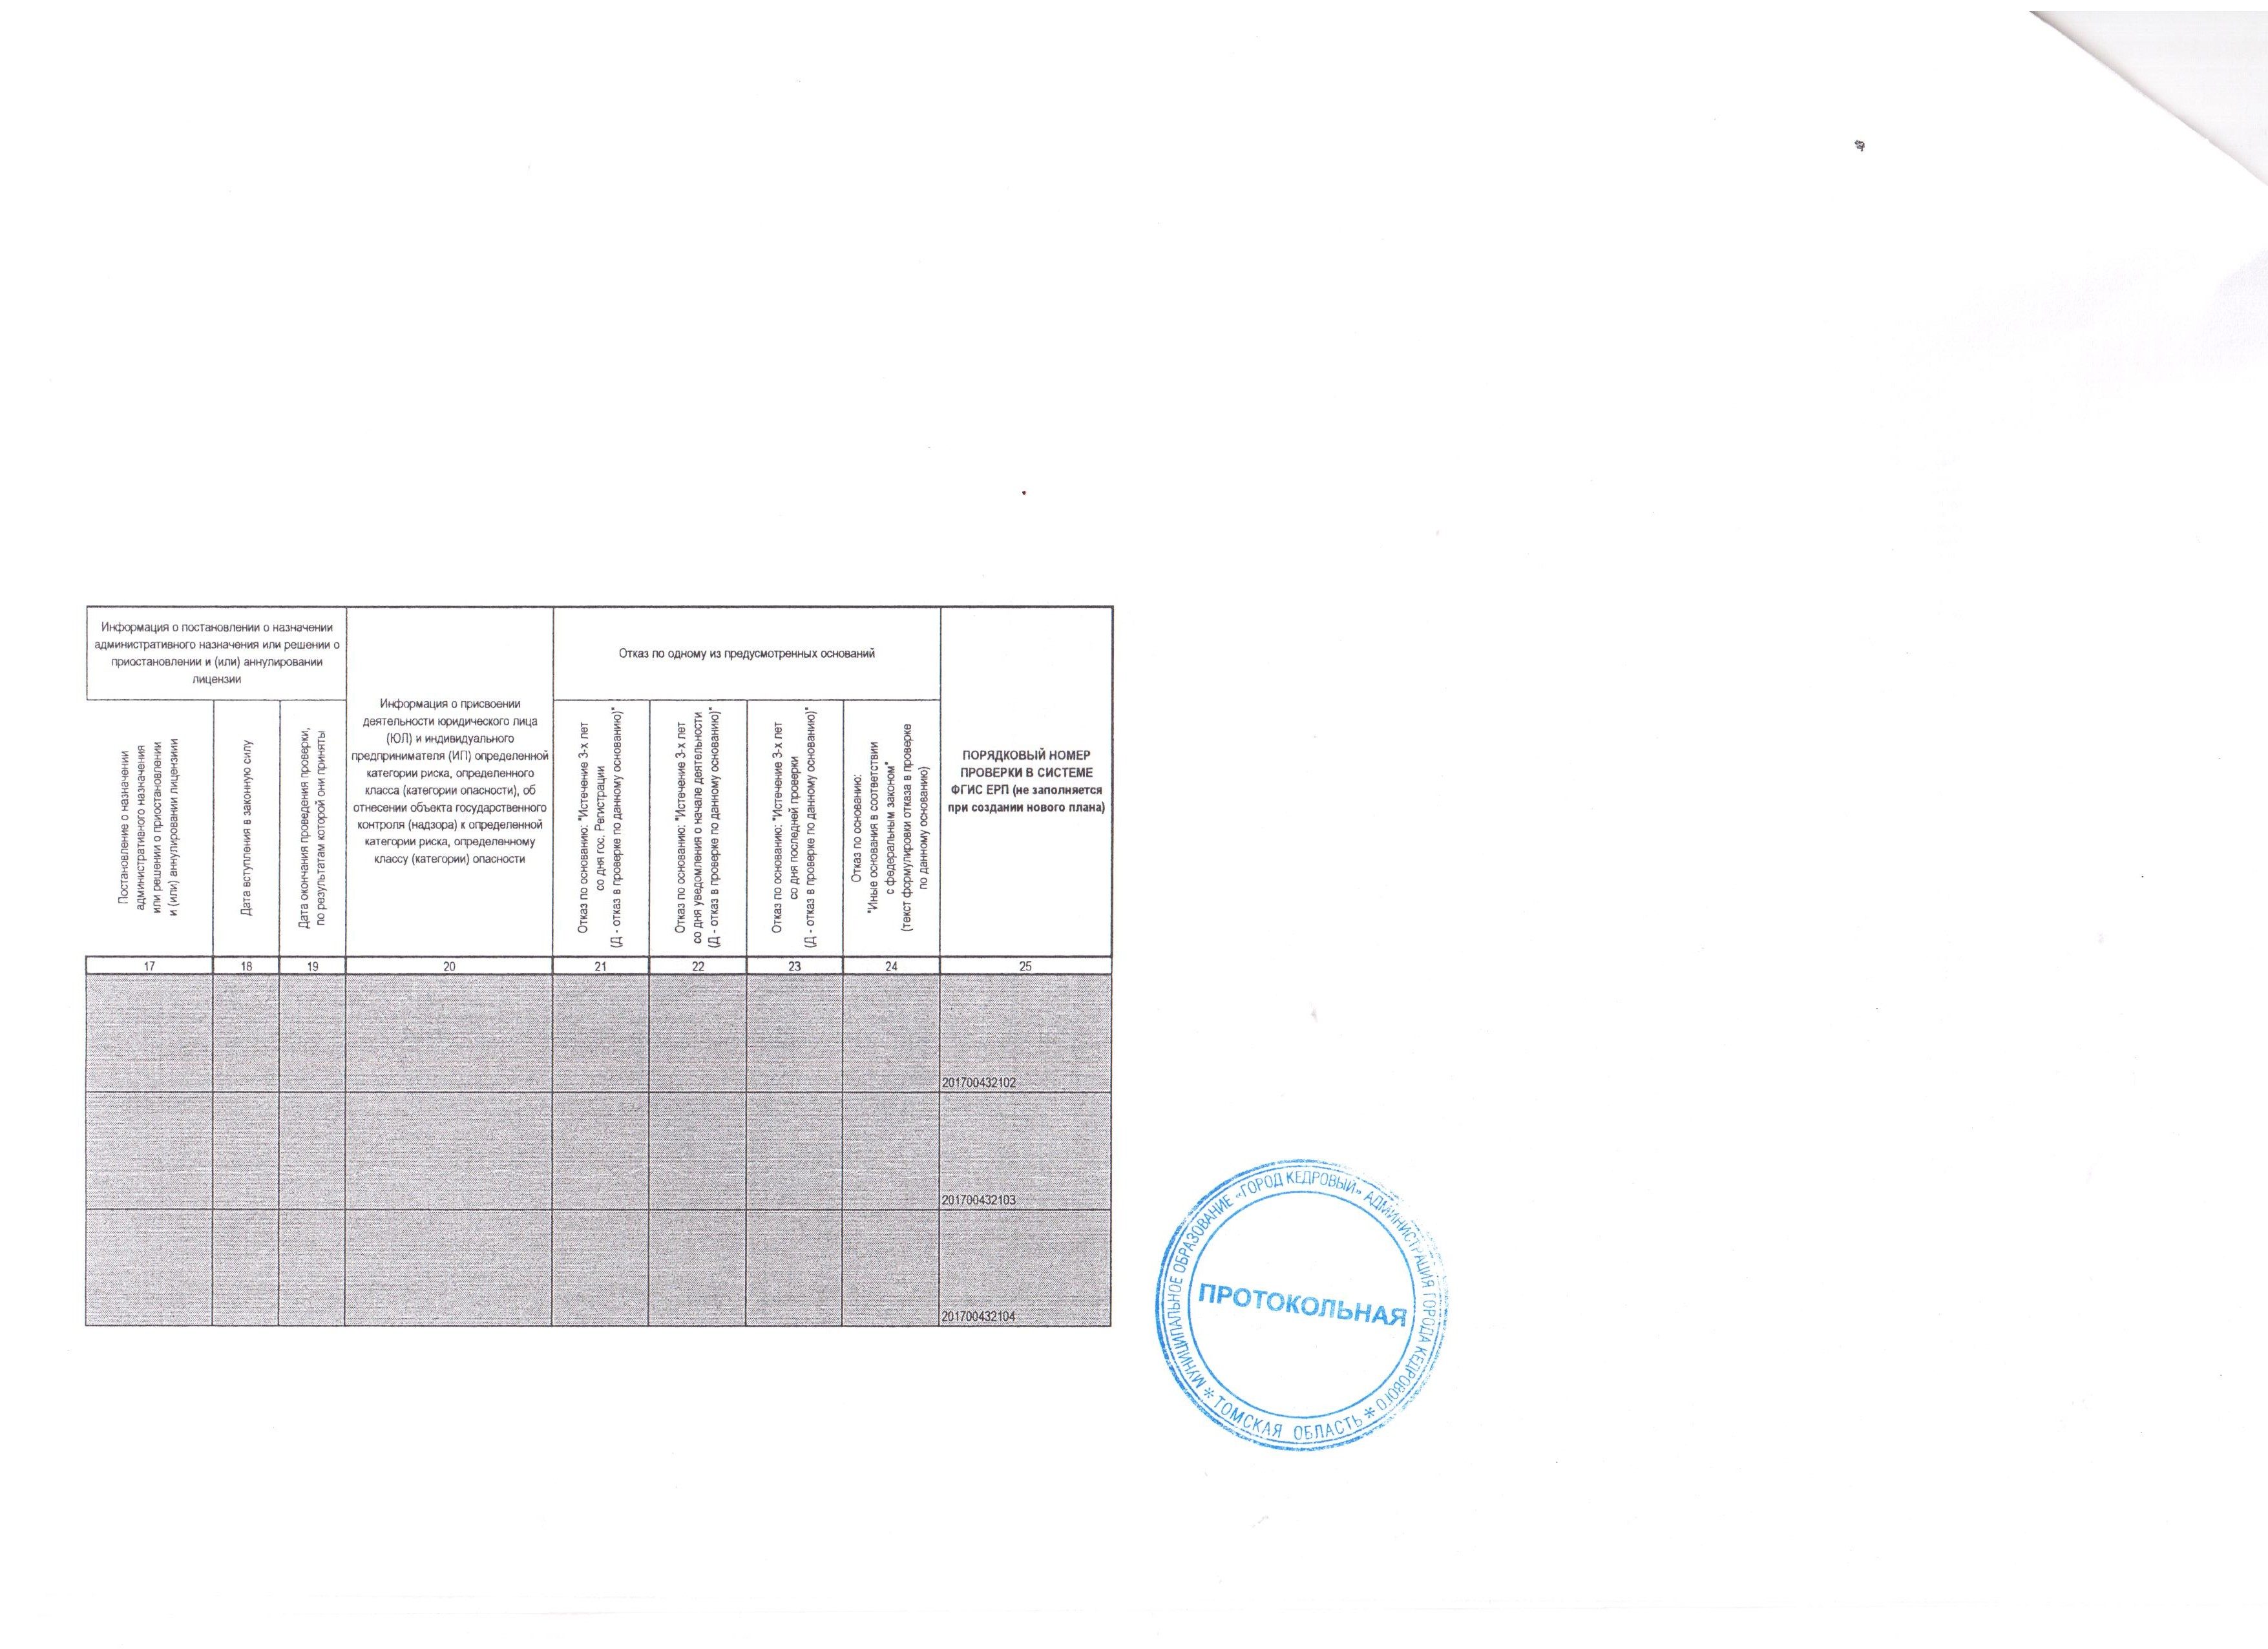 Информация о постановлении о назначении
административного назначения или решении о
приостановлении и (или) аннулировании
лицензии
Постановление о назначении
административного назначения
или решении о приостановлении
и (или) аннулировании лицензиии
Дата вступления в законную силу
Дата окончания проведения проверки,
по результатам которой они приняты
Информация о присвоении
деятельности юридического лица
(ЮЛ) и индивидуального
предпринимателя (ИП) определенной
категории риска, определенного
класса (категории опасности), об
отнесении объекта государственного
контроля (надзора) к определенной
категории риска, определенному
классу (категории) опасности
Отказ по одному из предусмотренных оснований
Отказ по основанию: "Истечение 3-х лет
со дня гос. Регистрации
(Д - отказ в проверке по данному основанию)"
Отказ по основанию: "Истечение 3-х лет
со дня уведомления о начале деятельности
(Д - отказ в проверке по данному основанию)"
Отказ по основанию: "Истечение 3-х лет
со дня последней проверки
(Д - отказ в проверке по данному основанию)"
Отказ по основанию:
"Иные основания в соответствии
с федеральным законом"
(текст формулировки отказа в проверке
по данному основанию)
ПОРЯДКОВЫЙ НОМЕР
ПРОВЕРКИ В СИСТЕМЕ
ФГИС ЕРП (не заполняется
при создании нового плана)
17 18 19 20 21 22 23 24 25
201700432102
201700432103
201700432104
МУНИЦИПАЛЬНОЕ ОБРАЗОВАНИЕ «ГОРОД КЕДРОВЫЙ» АДМИНИСТРАЦИЯ ГОРОДА КЕДРОВОГО
* ТОМСКАЯ ОБЛАСТЬ *
ПРОТОКОЛЬНАЯ